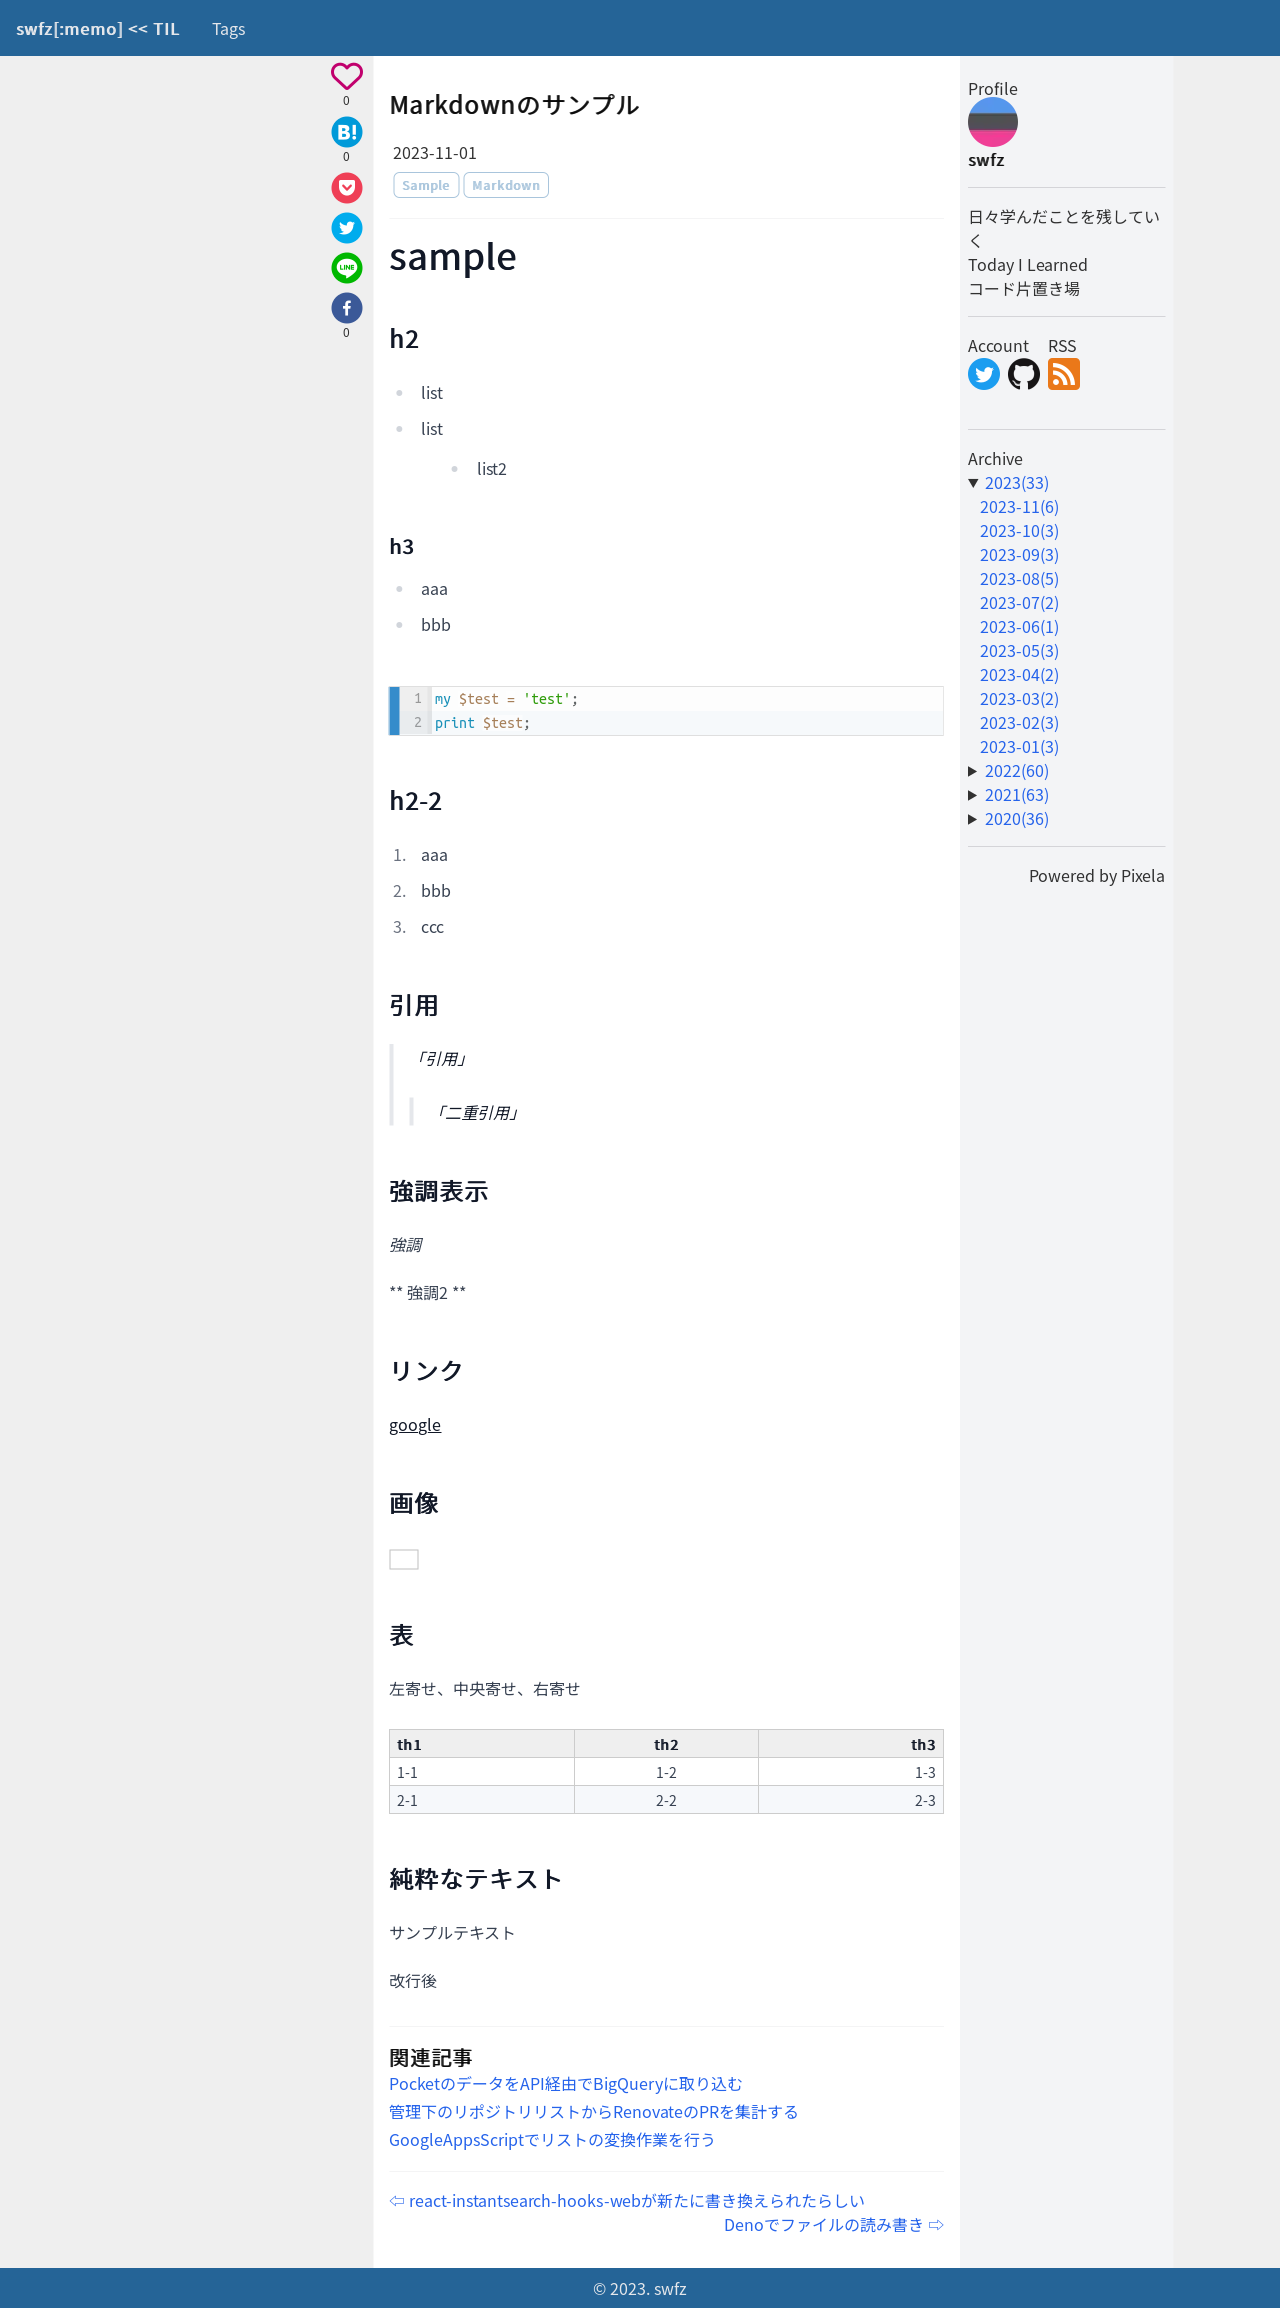 swfz[:memo] << TIL Tags
0
0
0
Markdownのサンプル
2023-11-01
Sample Markdown
sample
h2
list
list
list2
h3
aaa
bbb
1 my $test = 'test';
2 print $test;
h2-2
1. aaa
2. bbb
3. ccc
引用
「引用」
「二重引用」
強調表示
強調
** 強調2 **
リンク
google
画像
表
左寄せ、中央寄せ、右寄せ
th1 th2 th3
1-1 1-2 1-3
2-1 2-2 2-3
純粋なテキスト
サンプルテキスト
改行後
関連記事
PocketのデータをAPI経由でBigQueryに取り込む
管理下のリポジトリリストからRenovateのPRを集計する
GoogleAppsScriptでリストの変換作業を行う
⇦ react-instantsearch-hooks-webが新たに書き換えられたらしい
Denoでファイルの読み書き ⇨
Profile
swfz
日々学んだことを残してい
く
Today I Learned
コード片置き場
Account RSS
Archive
▼ 2023(33)
2023-11(6)
2023-10(3)
2023-09(3)
2023-08(5)
2023-07(2)
2023-06(1)
2023-05(3)
2023-04(2)
2023-03(2)
2023-02(3)
2023-01(3)
▶ 2022(60)
▶ 2021(63)
▶ 2020(36)
Powered by Pixela
© 2023. swfz